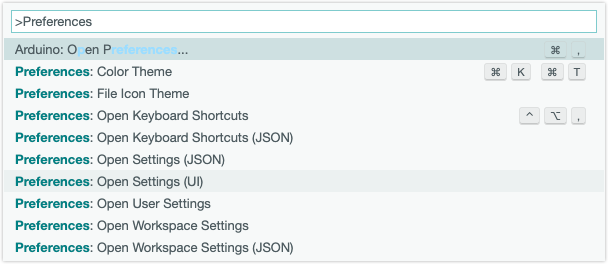 >Preferences
Arduino: Open Preferences... ⌘ ,
Preferences: Color Theme ⌘ K ⌘ T
Preferences: File Icon Theme
Preferences: Open Keyboard Shortcuts ^ ⌥ ,
Preferences: Open Keyboard Shortcuts (JSON)
Preferences: Open Settings (JSON)
Preferences: Open Settings (UI)
Preferences: Open User Settings
Preferences: Open Workspace Settings
Preferences: Open Workspace Settings (JSON)